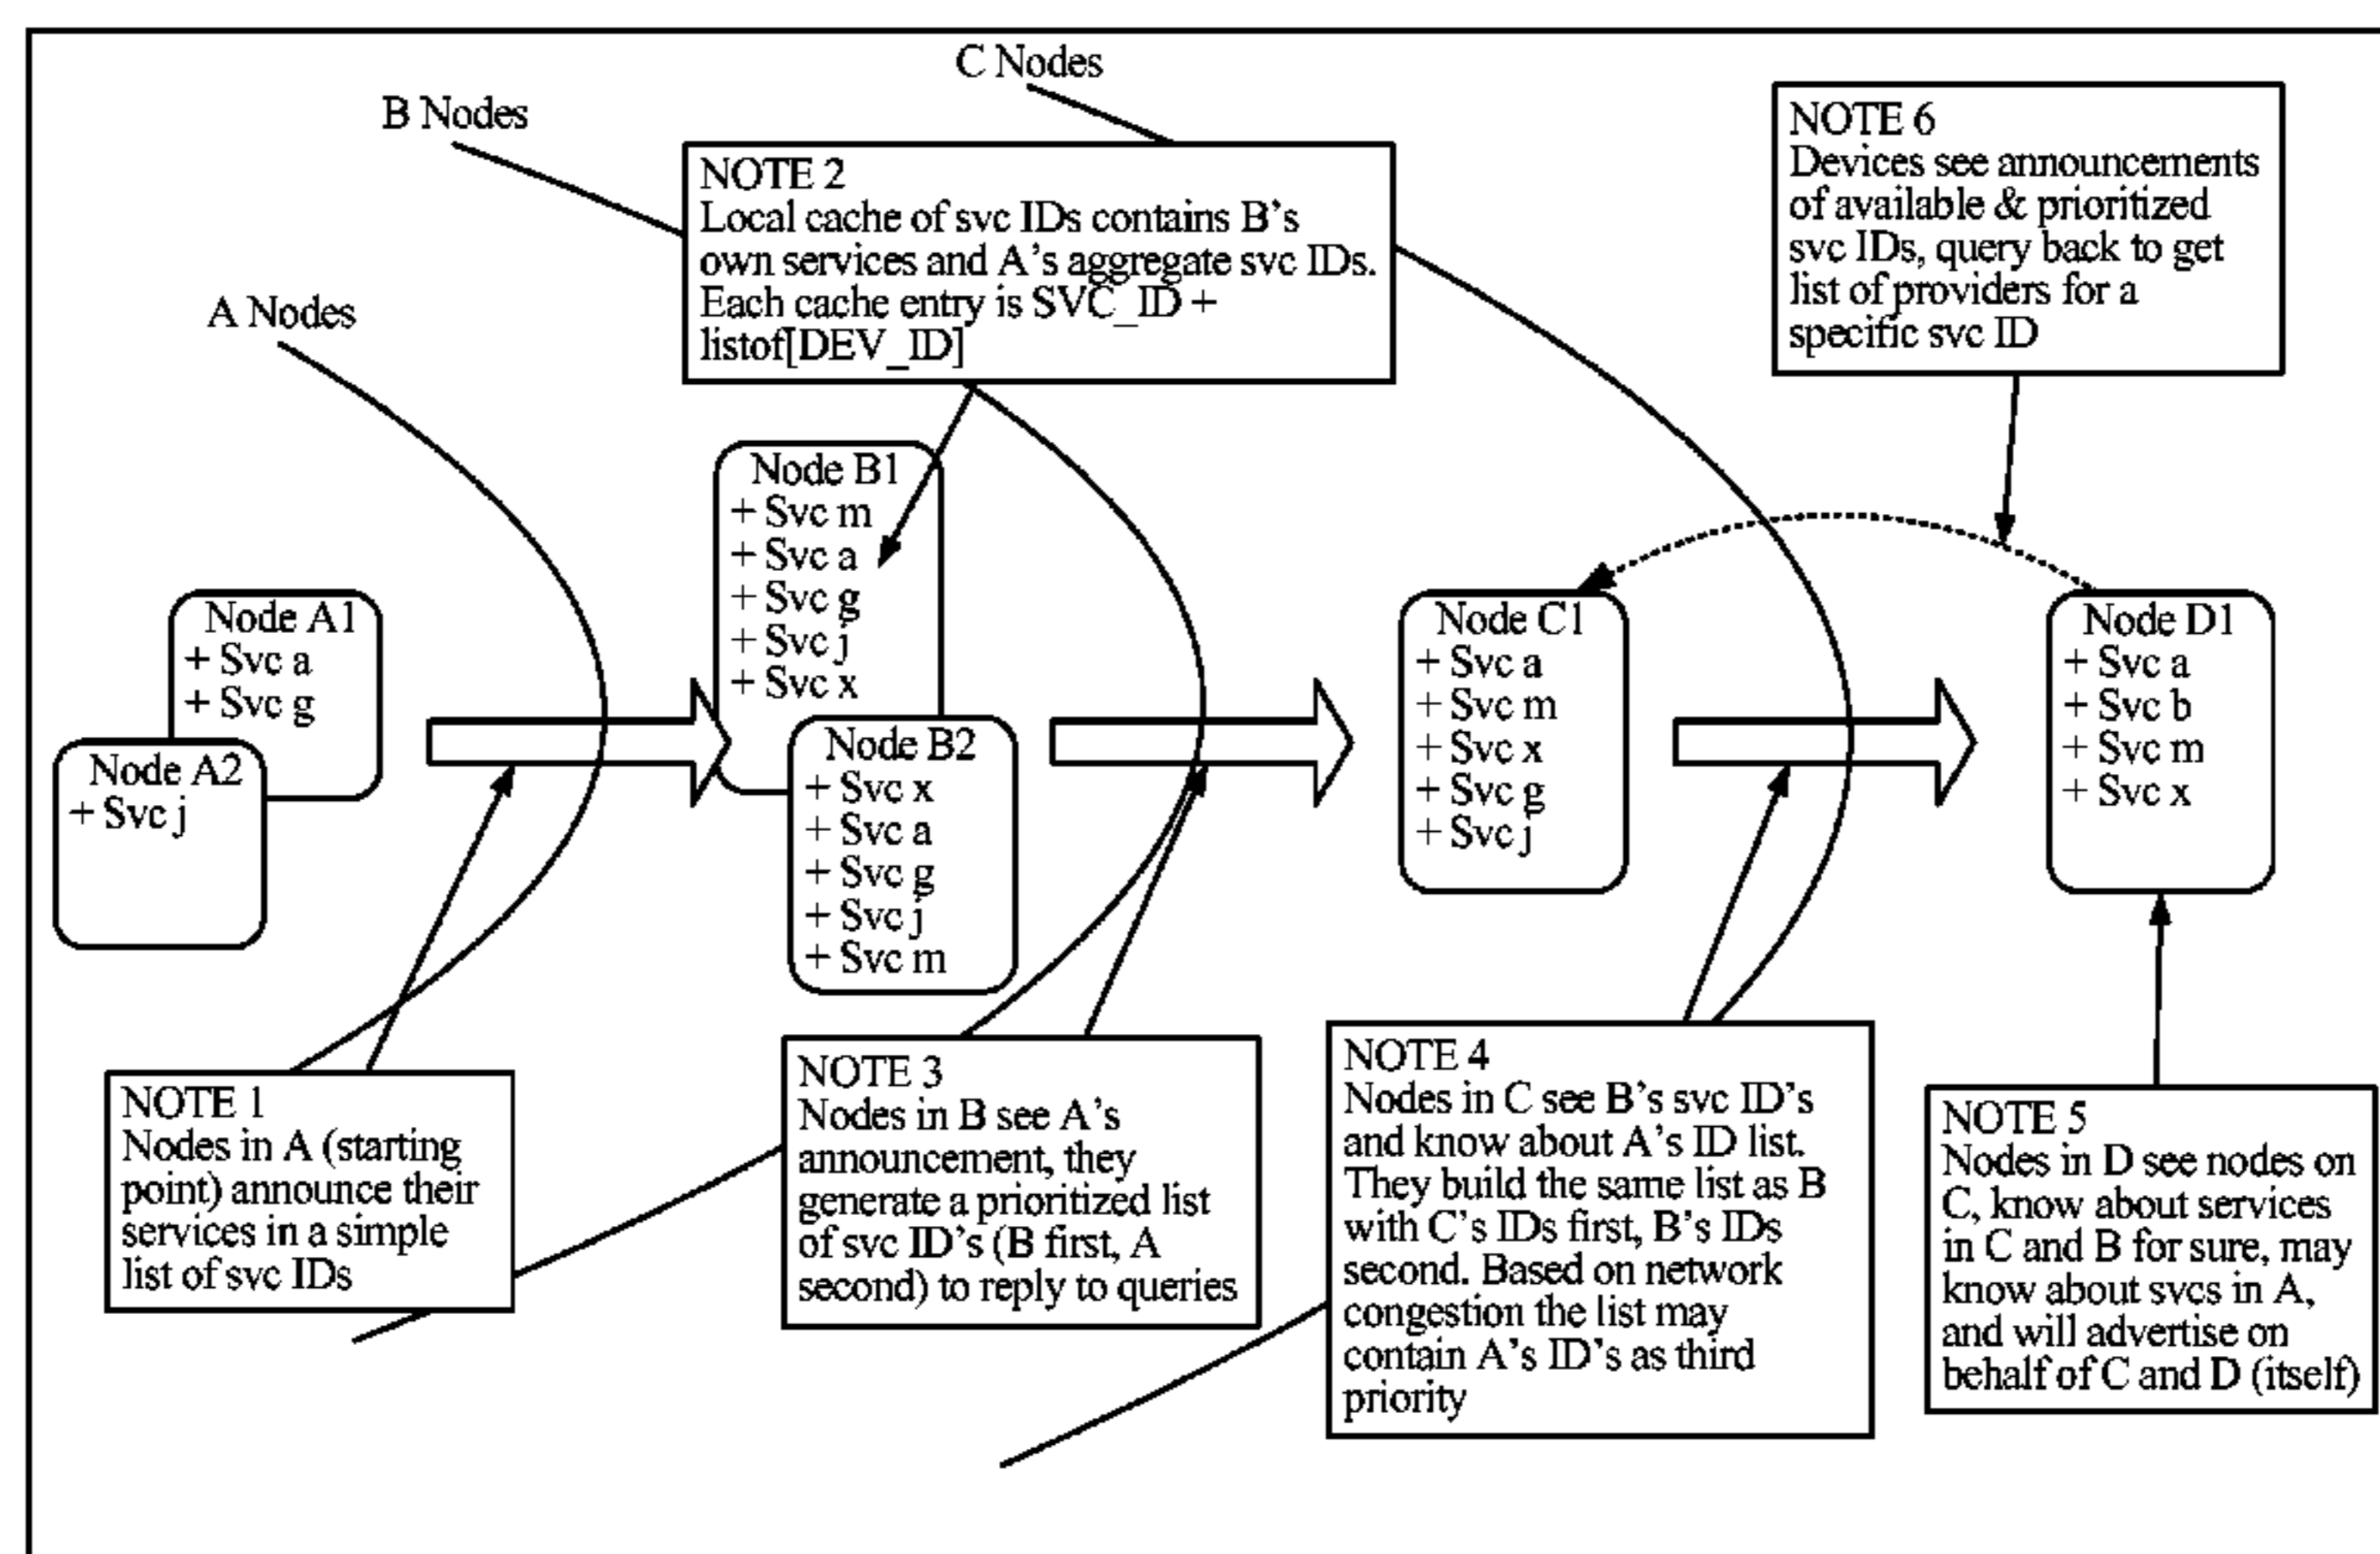 C Nodes
B Nodes
A Nodes
NOTE 2
Local cache of svc IDs contains B's
own services and A's aggregate svc IDs.
Each cache entry is SVC_ID +
listof[DEV_ID]
NOTE 6
Devices see announcements
of available & prioritized
svc IDs, query back to get
list of providers for a
specific svc ID
Node A1
+ Svc a
+ Svc g
Node A2
+ Svc j
Node B1
+ Svc m
+ Svc a
+ Svc g
+ Svc j
+ Svc x
Node B2
+ Svc x
+ Svc a
+ Svc g
+ Svc j
+ Svc m
Node C1
+ Svc a
+ Svc m
+ Svc x
+ Svc g
+ Svc j
Node D1
+ Svc a
+ Svc b
+ Svc m
+ Svc x
NOTE 1
Nodes in A (starting
point) announce their
services in a simple
list of svc IDs
NOTE 3
Nodes in B see A's
announcement, they
generate a prioritized list
of svc ID's (B first, A
second) to reply to queries
NOTE 4
Nodes in C see B's svc ID's
and know about A's ID list.
They build the same list as B
with C's IDs first, B's IDs
second. Based on network
congestion the list may
contain A's ID's as third
priority
NOTE 5
Nodes in D see nodes on
C, know about services
in C and B for sure, may
know about svcs in A,
and will advertise on
behalf of C and D (itself)